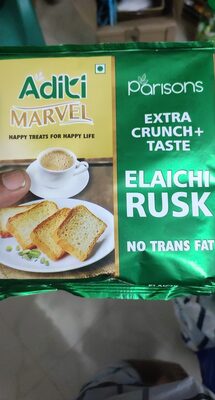 Aditi
MARVEL
HAPPY TREATS FOR HAPPY LIFE
Parisons
EXTRA
CRUNCH+
TASTE
ELAICHI
RUSK
NO TRANS FAT